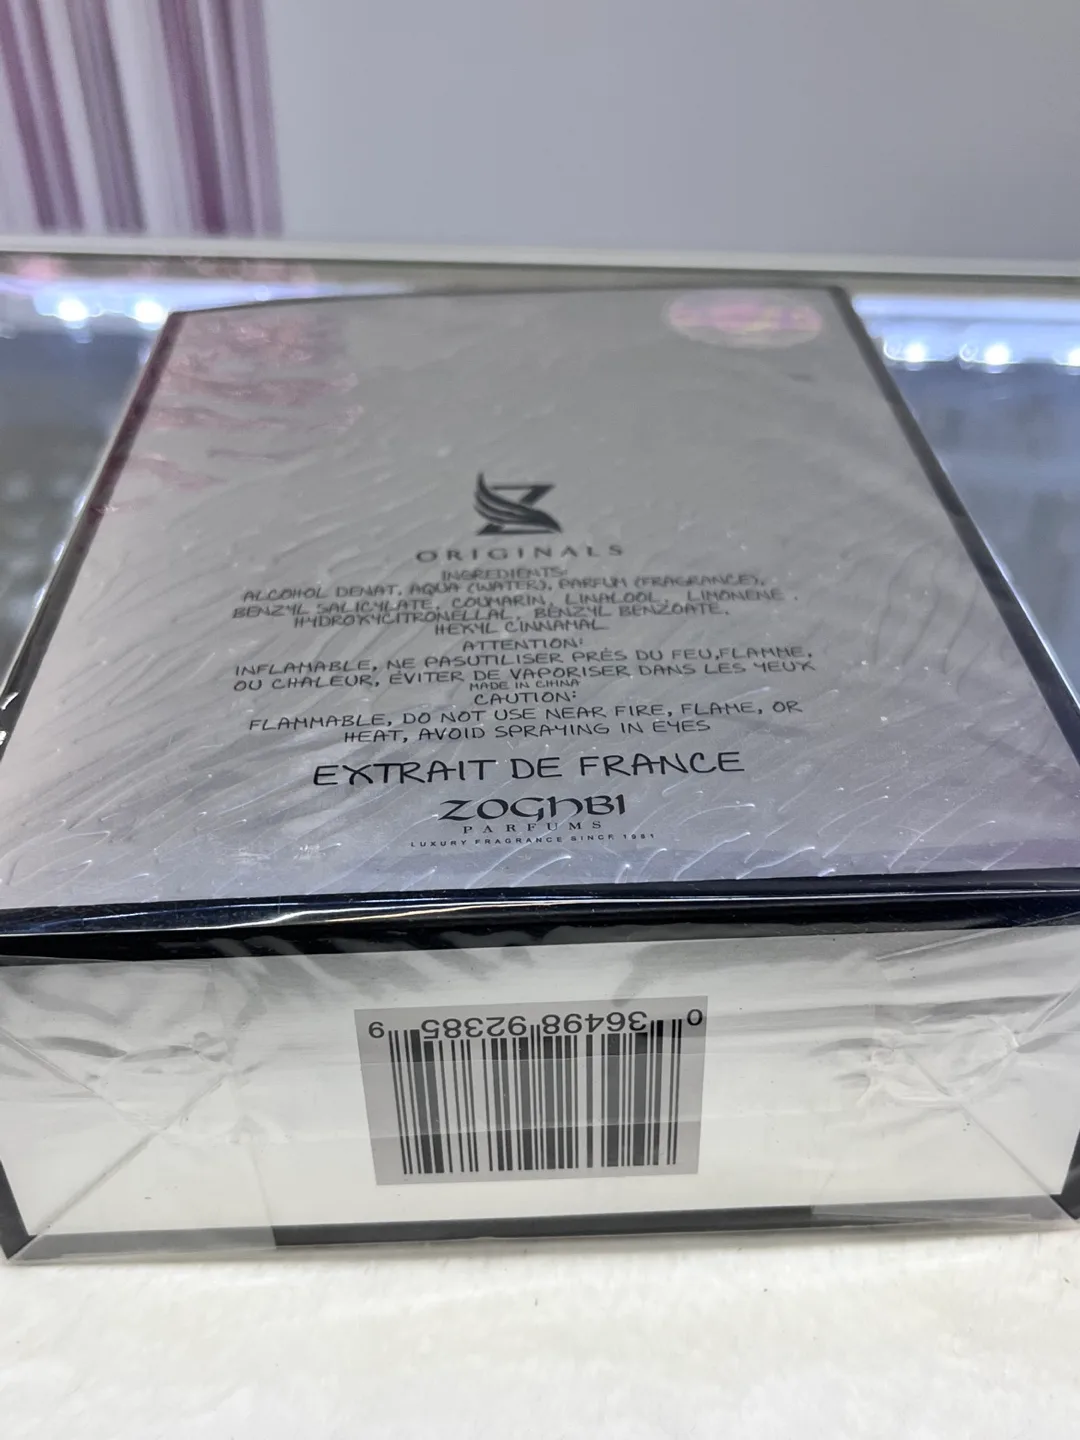 ORIGINALS
INGREDIENTS:
ALCOHOL DENAT, AQUA (WATER), PARFUM (FRAGRANCE),
BENZYL SALICYLATE, COUMARIN, LINALOOL, LIMONENE,
HYDROXYCITRONELLAL, BENZYL BENZOATE,
HEXYL CINNAMAL
ATTENTION:
INFLAMABLE, NE PASUTILISER PRÉS DU FEU, FLAMME,
OU CHALEUR, ÉVITER DE VAPORISER DANS LES YEUX
MADE IN CHINA
CAUTION:
FLAMMABLE, DO NOT USE NEAR FIRE, FLAME, OR
HEAT, AVOID SPRAYING IN EYES
EXTRAIT DE FRANCE
ZOGHBI
PARFUMS
LUXURY FRAGRANCE SINCE 1951
0 36498 92385 9